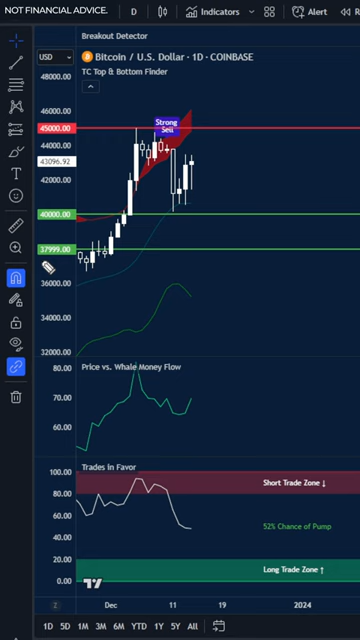 NOT FINANCIAL ADVICE.
D
Indicators
Alert
Re
Breakout Detector
USD
Bitcoin / U.S. Dollar · 1D · COINBASE
TC Top & Bottom Finder
48000.00
46000.00
Strong
Sell
45000.00
44000.00
43096.92
42000.00
40000.00
37999.00
36000.00
34000.00
32000.00
Price vs. Whale Money Flow
80.00
70.00
60.00
Trades in Favor
100.00
Short Trade Zone ↓
80.00
60.00
52% Chance of Pump
40.00
20.00
Long Trade Zone ↑
0.00
Z
Dec
11
19
2024
1D 5D 1M 3M 6M YTD 1Y 5Y All